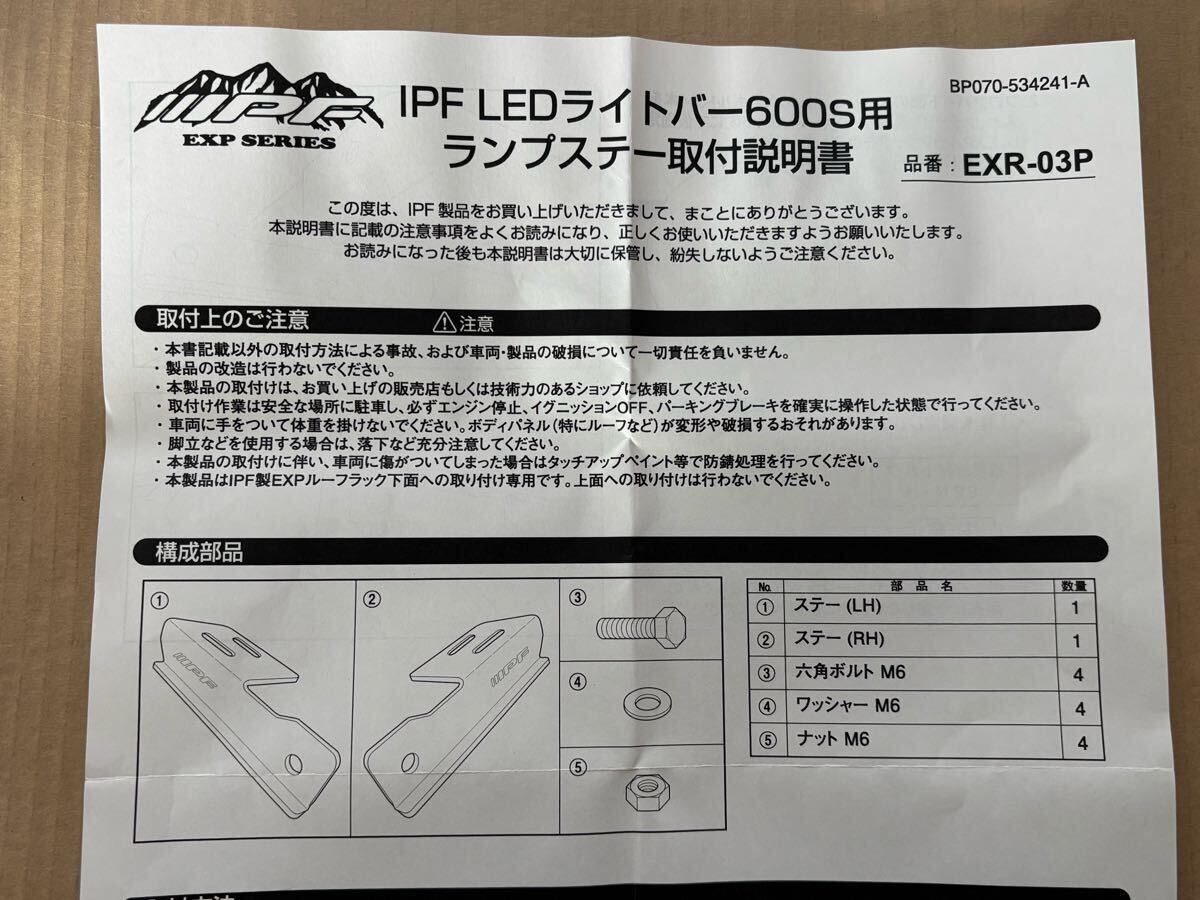 IPF
EXP SERIES
IPF LEDライトバー600S用
ランプステー取付説明書
BP070-534241-A
品番：EXR-03P
この度は、IPF 製品をお買い上げいただきまして、まことにありがとうございます。
本説明書に記載の注意事項をよくお読みになり、正しくお使いいただきますようお願いいたします。
お読みになった後も本説明書は大切に保管し、紛失しないようご注意ください。
取付上のご注意 ⚠注意
・本書記載以外の取付方法による事故、および車両・製品の破損について一切責任を負いません。
・製品の改造は行わないでください。
・本製品の取付けは、お買い上げの販売店もしくは技術力のあるショップに依頼してください。
・取付け作業は安全な場所に駐車し、必ずエンジン停止、イグニッションOFF、パーキングブレーキを確実に操作した状態で行ってください。
・車両に手をついて体重を掛けないでください。ボディパネル（特にルーフなど）が変形や破損するおそれがあります。
・脚立などを使用する場合は、落下など充分注意してください。
・本製品の取付けに伴い、車両に傷がついてしまった場合はタッチアップペイント等で防錆処理を行ってください。
・本製品はIPF製EXPルーフラック下面への取り付け専用です。上面への取り付けは行わないでください。
構成部品
① IPF
② IPF
③
④
⑤
No. 部品名 数量
① ステー (LH) 1
② ステー (RH) 1
③ 六角ボルト M6 4
④ ワッシャー M6 4
⑤ ナット M6 4